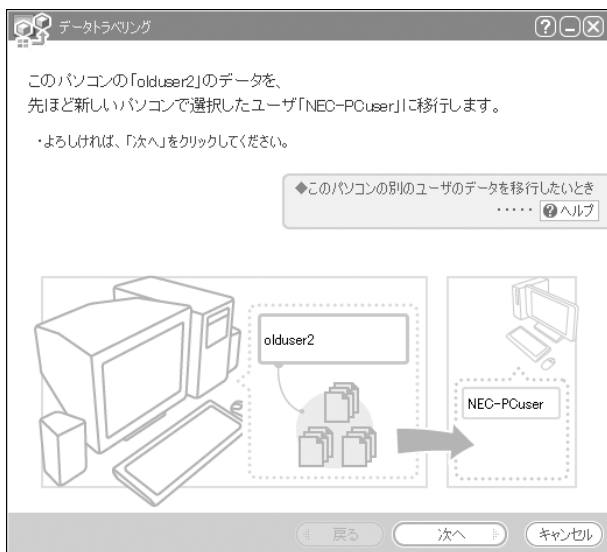 データトラベリング
このパソコンの「olduser2」のデータを、
先ほど新しいパソコンで選択したユーザ「NEC-PCuser」に移行します。
・よろしければ、「次へ」をクリックしてください。
◆このパソコンの別のユーザのデータを移行したいとき
・・・・・ ?ヘルプ
olduser2
NEC-PCuser
戻る 次へ キャンセル